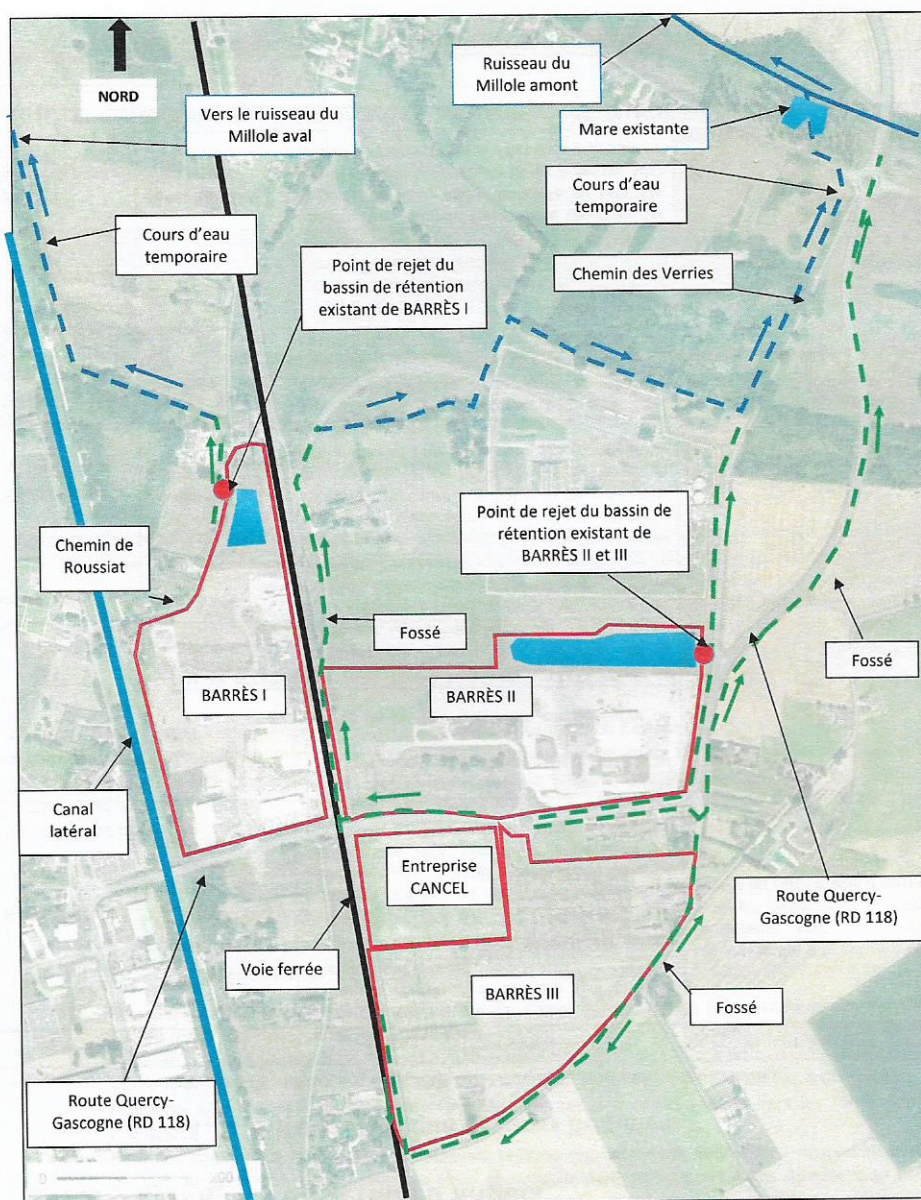 NORD
Ruisseau du
Millole amont
Vers le ruisseau du
Millole aval
Mare existante
Cours d'eau
temporaire
Cours d'eau
temporaire
Point de rejet du
bassin de rétention
existant de BARRÈS I
Chemin des Verries
Point de rejet du bassin de
rétention existant de
BARRÈS II et III
Chemin de
Roussiat
Fossé
Fossé
BARRÈS I
BARRÈS II
Canal
latéral
Entreprise
CANCEL
Route Quercy-
Gascogne (RD 118)
Voie ferrée
BARRÈS III
Fossé
Route Quercy-
Gascogne (RD 118)
0 200